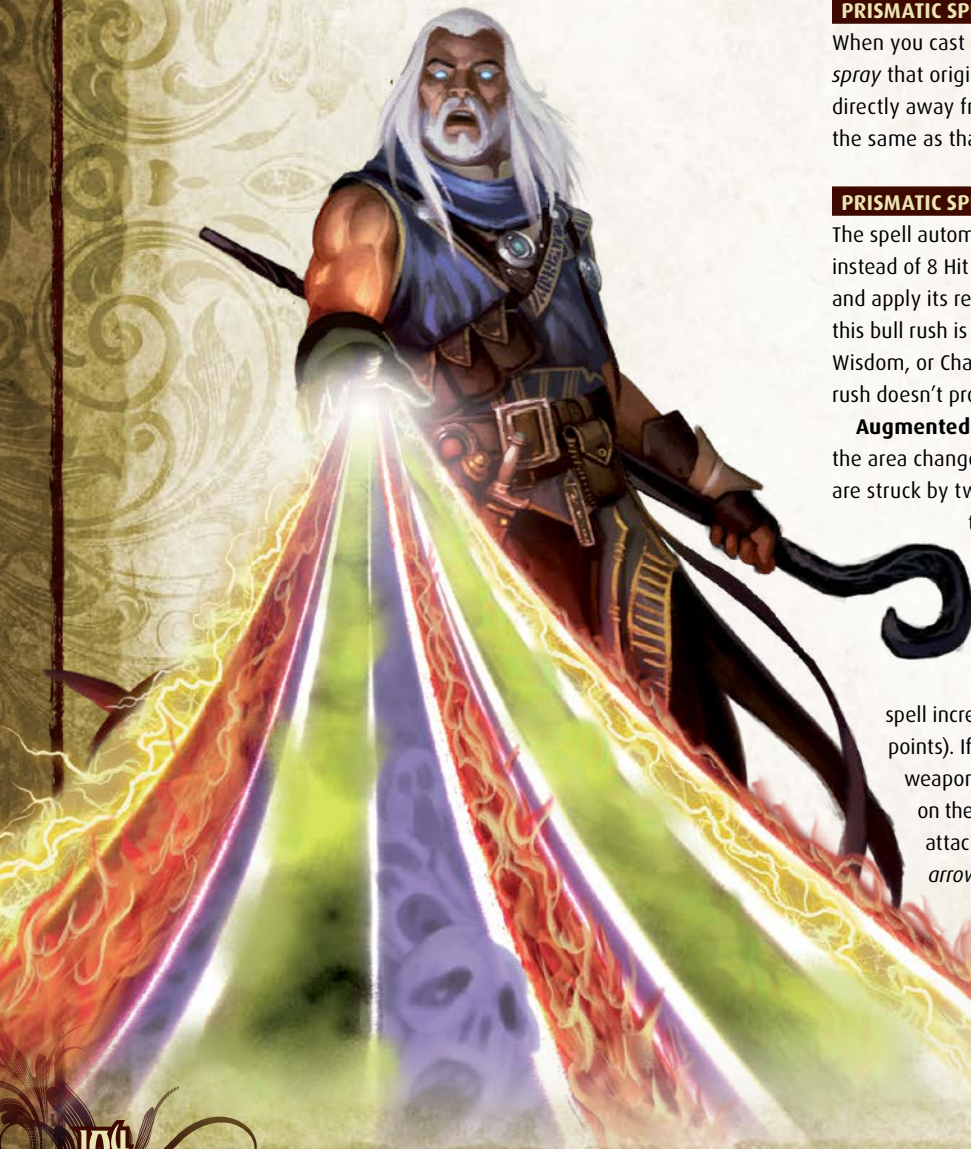 PRISMATIC SP
When you cast
spray that origi
directly away fr
the same as tha
PRISMATIC SP
The spell autom
instead of 8 Hit
and apply its re
this bull rush is
Wisdom, or Cha
rush doesn't pro
Augmented
the area change
are struck by tw
t
spell incre
points). If
weapon
on the
attac
arrow